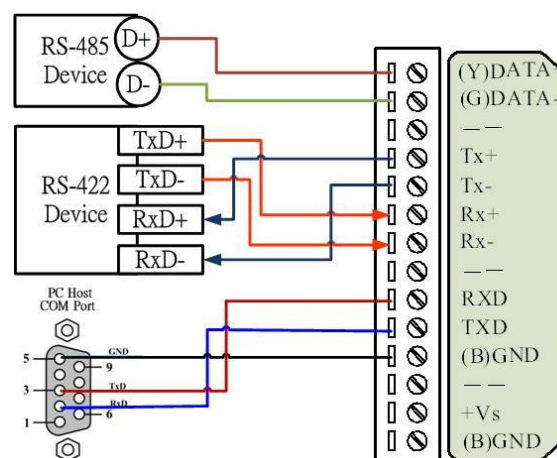 RS-485
Device
D+
D-
RS-422
Device
TxD+
TxD-
RxD+
RxD-
PC Host
COM Port
5
9
3
1
6
GND
TxD
RxD
(Y)DATA+
(G)DATA-
— —
Tx+
Tx-
Rx+
Rx-
— —
RXD
TXD
(B)GND
— —
+Vs
(B)GND